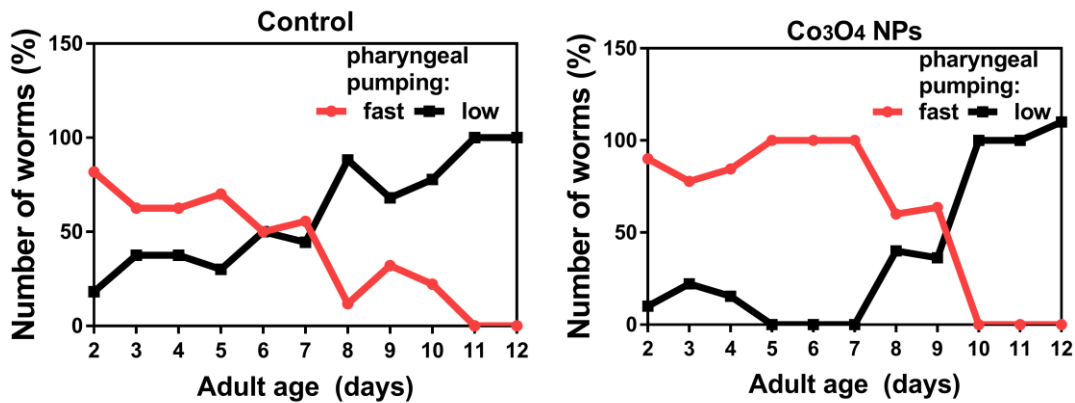 Control
Number of worms (%)
150
100
50
0
pharyngeal
pumping:
fast low
2 3 4 5 6 7 8 9 10 11 12
Adult age (days)
Co3O4 NPs
Number of worms (%)
150
100
50
0
pharyngeal
pumping:
fast low
2 3 4 5 6 7 8 9 10 11 12
Adult age (days)